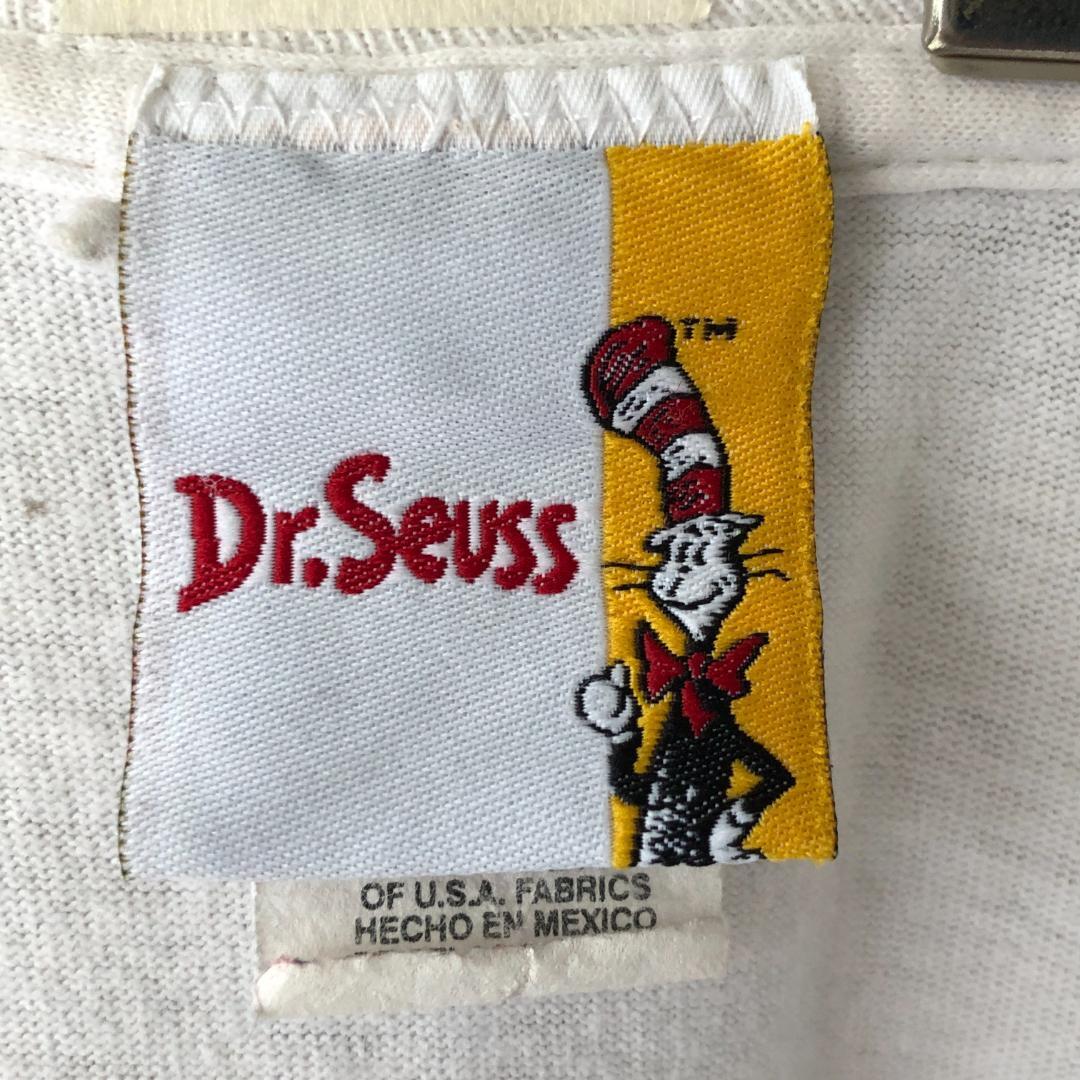 TM
Dr. Seuss
OF U.S.A. FABRICS
HECHO EN MEXICO